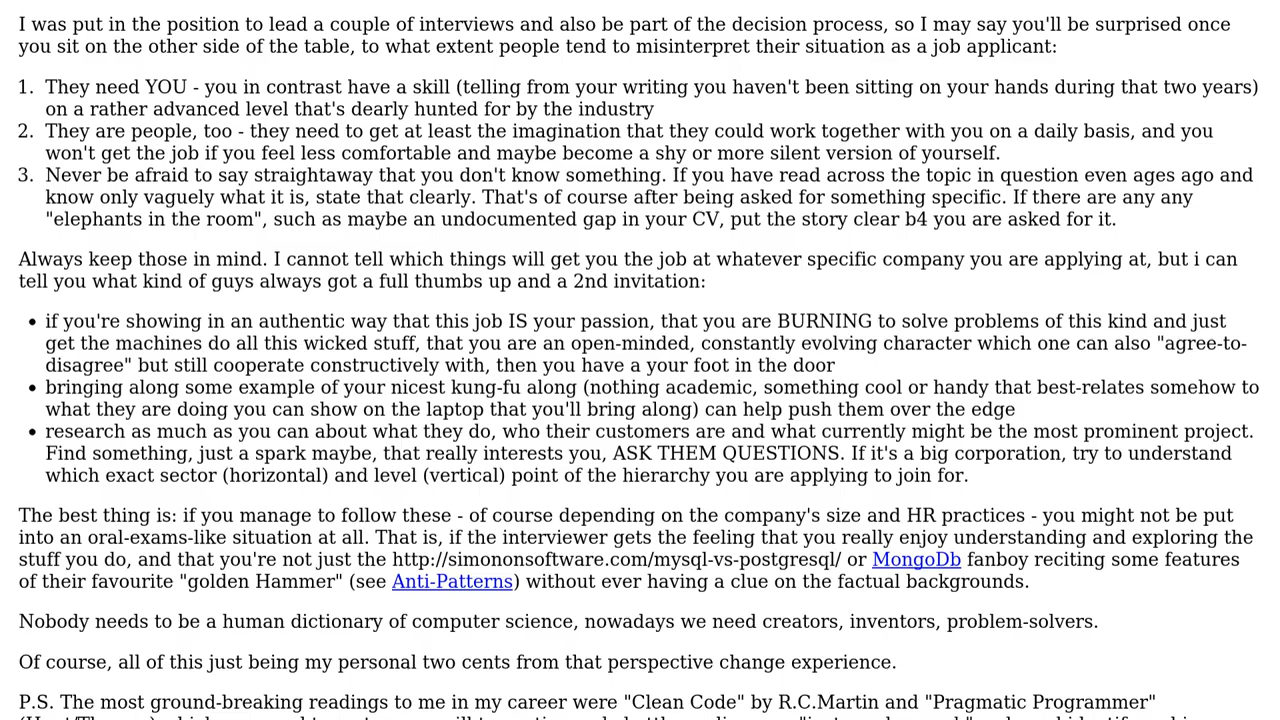 I was put in the position to lead a couple of interviews and also be part of the decision process, so I may say you'll be surprised once
you sit on the other side of the table, to what extent people tend to misinterpret their situation as a job applicant:
1. They need YOU - you in contrast have a skill (telling from your writing you haven't been sitting on your hands during that two years)
on a rather advanced level that's dearly hunted for by the industry
2. They are people, too - they need to get at least the imagination that they could work together with you on a daily basis, and you
won't get the job if you feel less comfortable and maybe become a shy or more silent version of yourself.
3. Never be afraid to say straightaway that you don't know something. If you have read across the topic in question even ages ago and
know only vaguely what it is, state that clearly. That's of course after being asked for something specific. If there are any any
"elephants in the room", such as maybe an undocumented gap in your CV, put the story clear b4 you are asked for it.
Always keep those in mind. I cannot tell which things will get you the job at whatever specific company you are applying at, but i can
tell you what kind of guys always got a full thumbs up and a 2nd invitation:
• if you're showing in an authentic way that this job IS your passion, that you are BURNING to solve problems of this kind and just
get the machines do all this wicked stuff, that you are an open-minded, constantly evolving character which one can also "agree-to-
disagree" but still cooperate constructively with, then you have a your foot in the door
• bringing along some example of your nicest kung-fu along (nothing academic, something cool or handy that best-relates somehow to
what they are doing you can show on the laptop that you'll bring along) can help push them over the edge
• research as much as you can about what they do, who their customers are and what currently might be the most prominent project.
Find something, just a spark maybe, that really interests you, ASK THEM QUESTIONS. If it's a big corporation, try to understand
which exact sector (horizontal) and level (vertical) point of the hierarchy you are applying to join for.
The best thing is: if you manage to follow these - of course depending on the company's size and HR practices - you might not be put
into an oral-exams-like situation at all. That is, if the interviewer gets the feeling that you really enjoy understanding and exploring the
stuff you do, and that you're not just the http://simononsoftware.com/mysql-vs-postgresql/ or MongoDb fanboy reciting some features
of their favourite "golden Hammer" (see Anti-Patterns) without ever having a clue on the factual backgrounds.
Nobody needs to be a human dictionary of computer science, nowadays we need creators, inventors, problem-solvers.
Of course, all of this just being my personal two cents from that perspective change experience.
P.S. The most ground-breaking readings to me in my career were "Clean Code" by R.C.Martin and "Pragmatic Programmer"